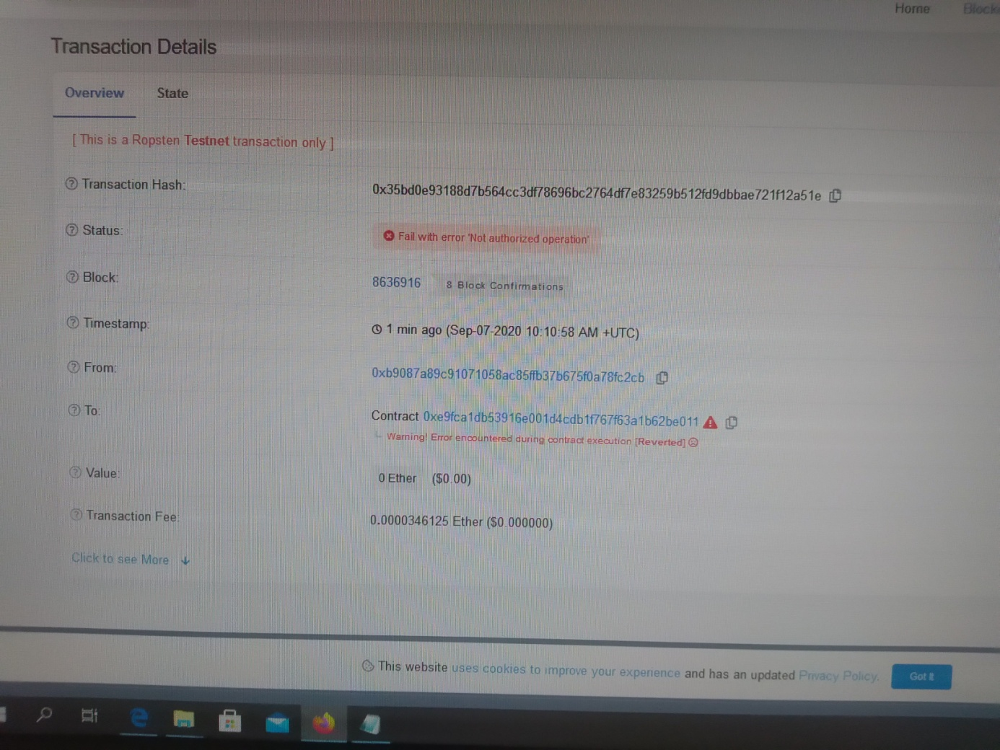 Home Block
Transaction Details
Overview State
[ This is a Ropsten Testnet transaction only ]
Transaction Hash: 0x35bd0e93188d7b564cc3df78696bc2764df7e83259b512fd9dbbae721f12a51e
Status: Fail with error 'Not authorized operation'
Block: 8636916 8 Block Confirmations
Timestamp: 1 min ago (Sep-07-2020 10:10:58 AM +UTC)
From: 0xb9087a89c91071058ac85ffb37b675f0a78fc2cb
To: Contract 0xe9fca1db53916e001d4cdb1f767f63a1b62be011
Warning! Error encountered during contract execution [Reverted]
Value: 0 Ether ($0.00)
Transaction Fee: 0.0000346125 Ether ($0.000000)
Click to see More
This website uses cookies to improve your experience and has an updated Privacy Policy. Got It